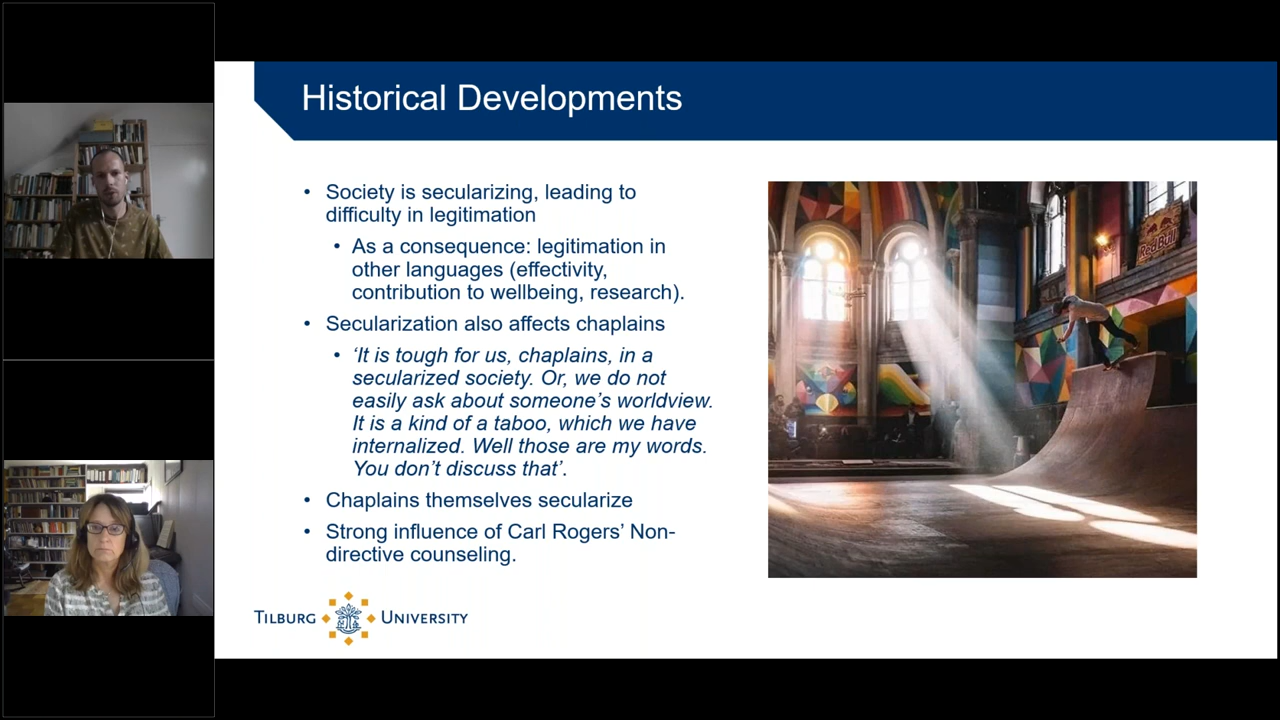 Historical Developments
• Society is secularizing, leading to
difficulty in legitimation
• As a consequence: legitimation in
other languages (effectivity,
contribution to wellbeing, research).
• Secularization also affects chaplains
• ‘It is tough for us, chaplains, in a
secularized society. Or, we do not
easily ask about someone’s worldview.
It is a kind of a taboo, which we have
internalized. Well those are my words.
You don’t discuss that’.
• Chaplains themselves secularize
• Strong influence of Carl Rogers’ Non-
directive counseling.
Red Bull
TILBURG UNIVERSITY